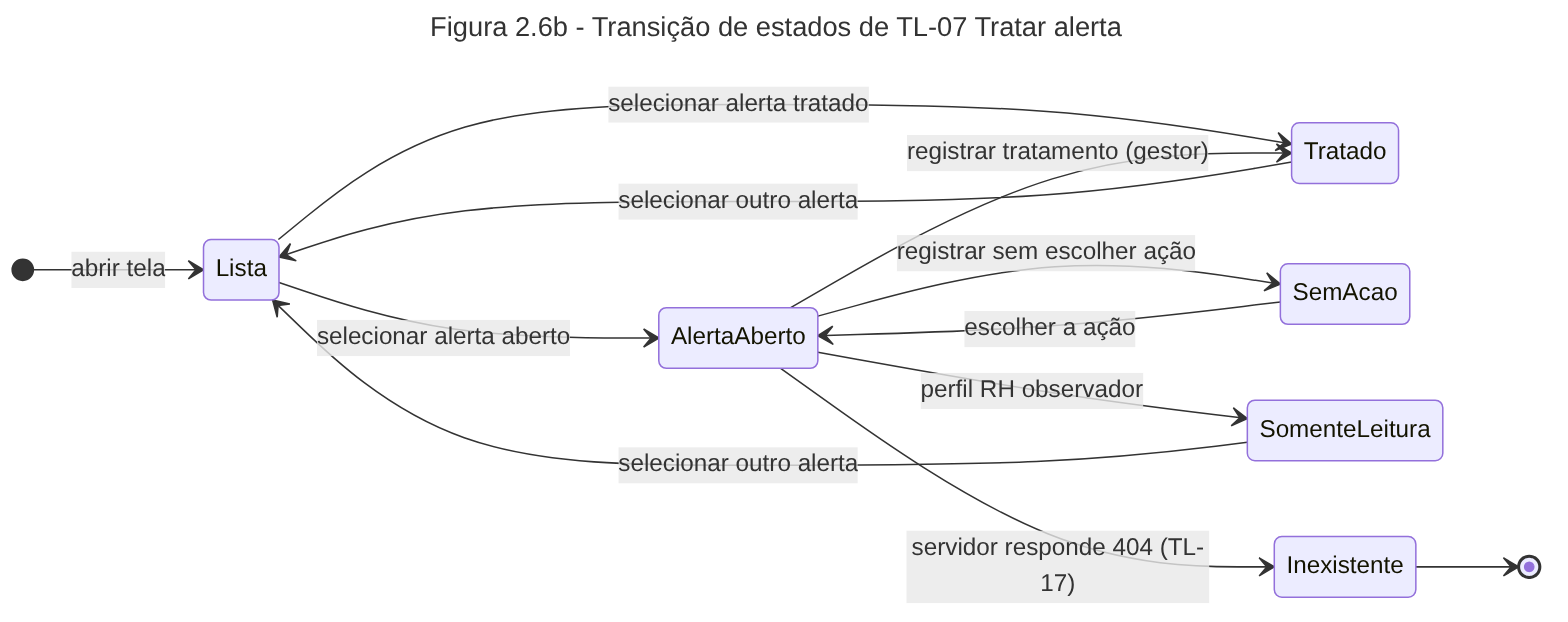 Figura 2.6b - Transição de estados de TL-07 Tratar alerta
selecionar alerta tratado
registrar tratamento (gestor)
Tratado
selecionar outro alerta
abrir tela
Lista
registrar sem escolher ação
SemAcao
selecionar alerta aberto
AlertaAberto
escolher a ação
perfil RH observador
SomenteLeitura
selecionar outro alerta
servidor responde 404 (TL-
17)
Inexistente